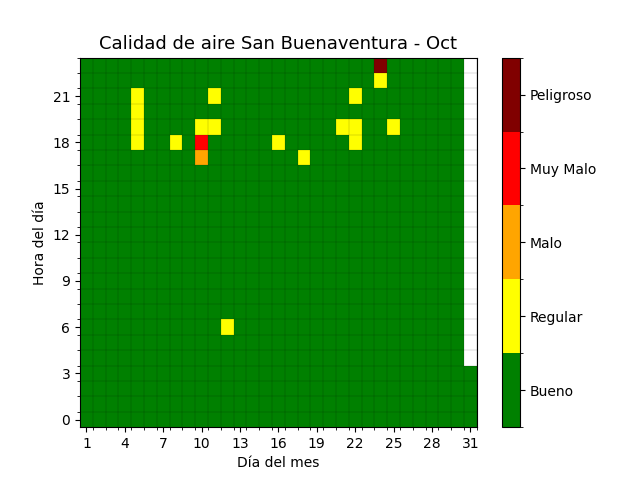 Calidad de aire San Buenaventura - Oct
Hora del día
21
18
15
12
9
6
3
0
1 4 7 10 13 16 19 22 25 28 31
Día del mes
Peligroso
Muy Malo
Malo
Regular
Bueno